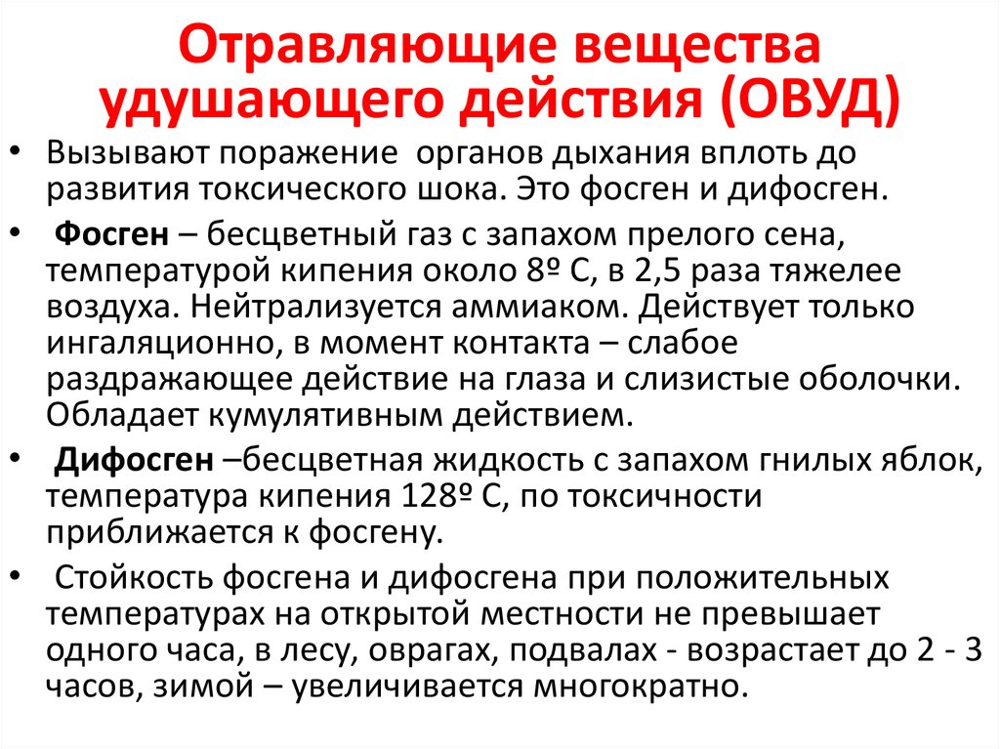 Отравляющие вещества
удушающего действия (ОВУД)
• Вызывают поражение органов дыхания вплоть до
развития токсического шока. Это фосген и дифосген.
• Фосген – бесцветный газ с запахом прелого сена,
температурой кипения около 8º С, в 2,5 раза тяжелее
воздуха. Нейтрализуется аммиаком. Действует только
ингаляционно, в момент контакта – слабое
раздражающее действие на глаза и слизистые оболочки.
Обладает кумулятивным действием.
• Дифосген –бесцветная жидкость с запахом гнилых яблок,
температура кипения 128º С, по токсичности
приближается к фосгену.
• Стойкость фосгена и дифосгена при положительных
температурах на открытой местности не превышает
одного часа, в лесу, оврагах, подвалах - возрастает до 2 - 3
часов, зимой – увеличивается многократно.